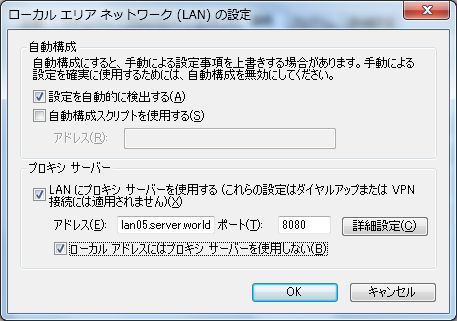 ローカル エリア ネットワーク (LAN) の設定
自動構成
自動構成にすると、手動による設定事項を上書きする場合があります。手動による
設定を確実に使用するためには、自動構成を無効にしてください。
設定を自動的に検出する(A)
自動構成スクリプトを使用する(S)
アドレス(R):
プロキシ サーバー
LAN にプロキシ サーバーを使用する (これらの設定はダイヤルアップまたは VPN
接続には適用されません)(X)
アドレス(E): lan05.server.world ポート(T): 8080 詳細設定(C)
ローカル アドレスにはプロキシ サーバーを使用しない(B)
OK キャンセル